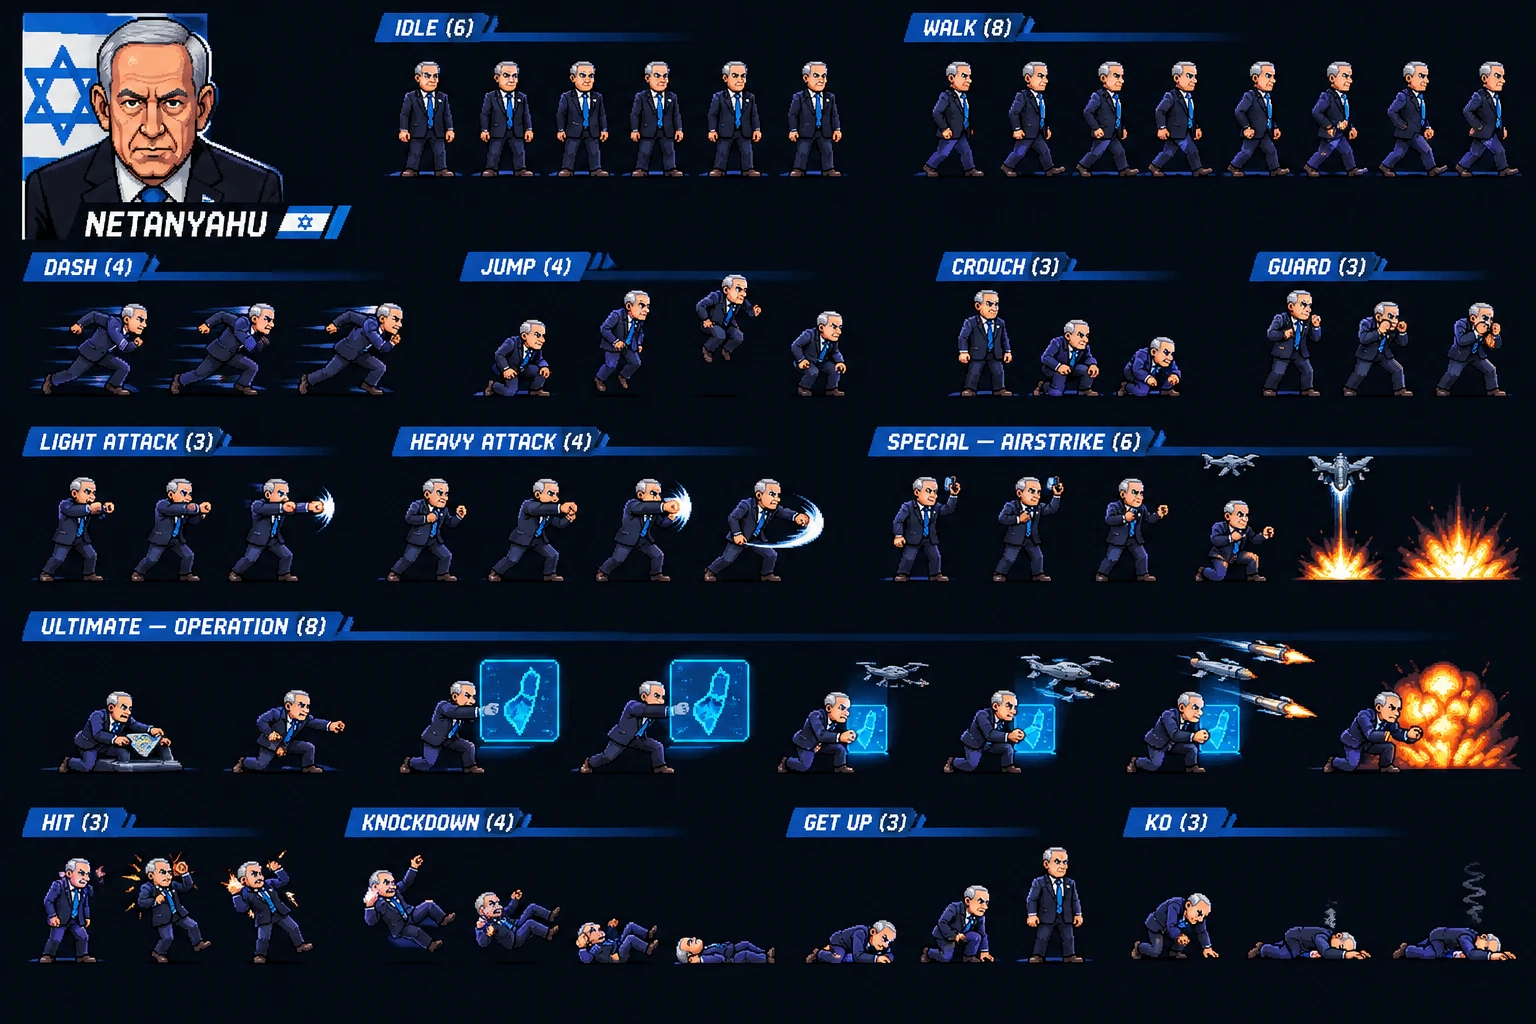 IDLE (6)
WALK (8)
NETANYAHU
DASH (4)
JUMP (4)
CROUCH (3)
GUARD (3)
LIGHT ATTACK (3)
HEAVY ATTACK (4)
SPECIAL — AIRSTRIKE (6)
ULTIMATE — OPERATION (8)
HIT (3)
KNOCKDOWN (4)
GET UP (3)
KO (3)